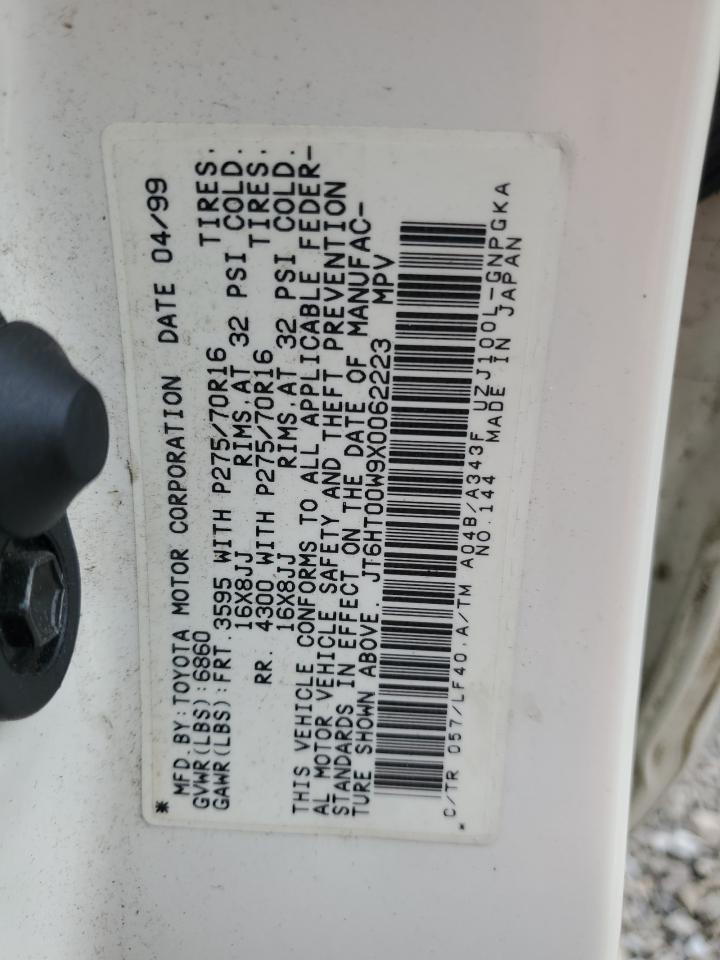 * MFD.BY:TOYOTA MOTOR CORPORATION DATE 04/99
GVWR(LBS):6860
GAWR(LBS):FRT.3595 WITH P275/70R16 TIRES.
16X8JJ RIMS.AT 32 PSI COLD.
RR. 4300 WITH P275/70R16 TIRES.
16X8JJ RIMS.AT 32 PSI COLD.
THIS VEHICLE CONFORMS TO ALL APPLICABLE FEDER-
AL MOTOR VEHICLE SAFETY AND THEFT PREVENTION
STANDARDS IN EFFECT ON THE DATE OF MANUFAC-
TURE SHOWN ABOVE. JT6HT00W9X0062223 MPV
C/TR 057/LF40.A/TM A04B/A343F UZJ100L-GNPGKA
NO.144 MADE IN JAPAN